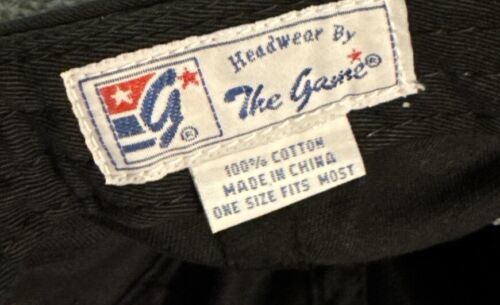 Headwear By
G®
The Game®
100% COTTON
MADE IN CHINA
ONE SIZE FITS MOST